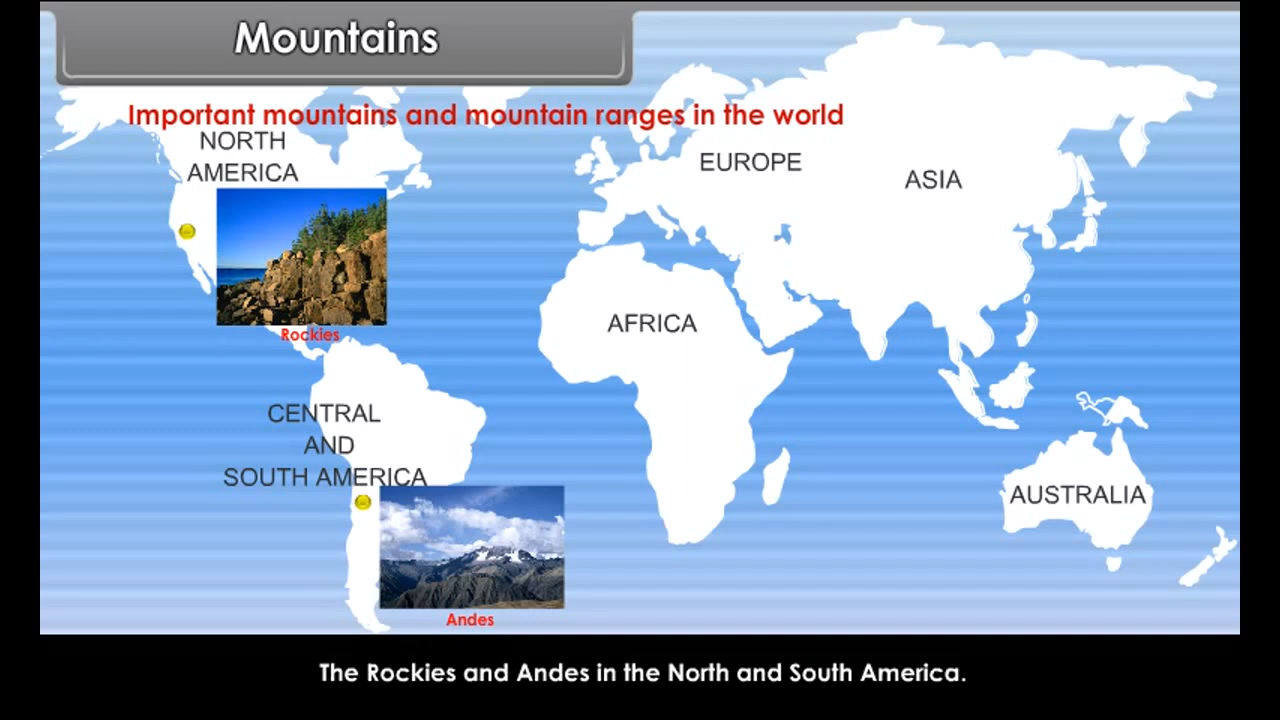 Mountains
Important mountains and mountain ranges in the world
NORTH
AMERICA
EUROPE
ASIA
Rockies
AFRICA
CENTRAL
AND
SOUTH AMERICA
AUSTRALIA
Andes
The Rockies and Andes in the North and South America.